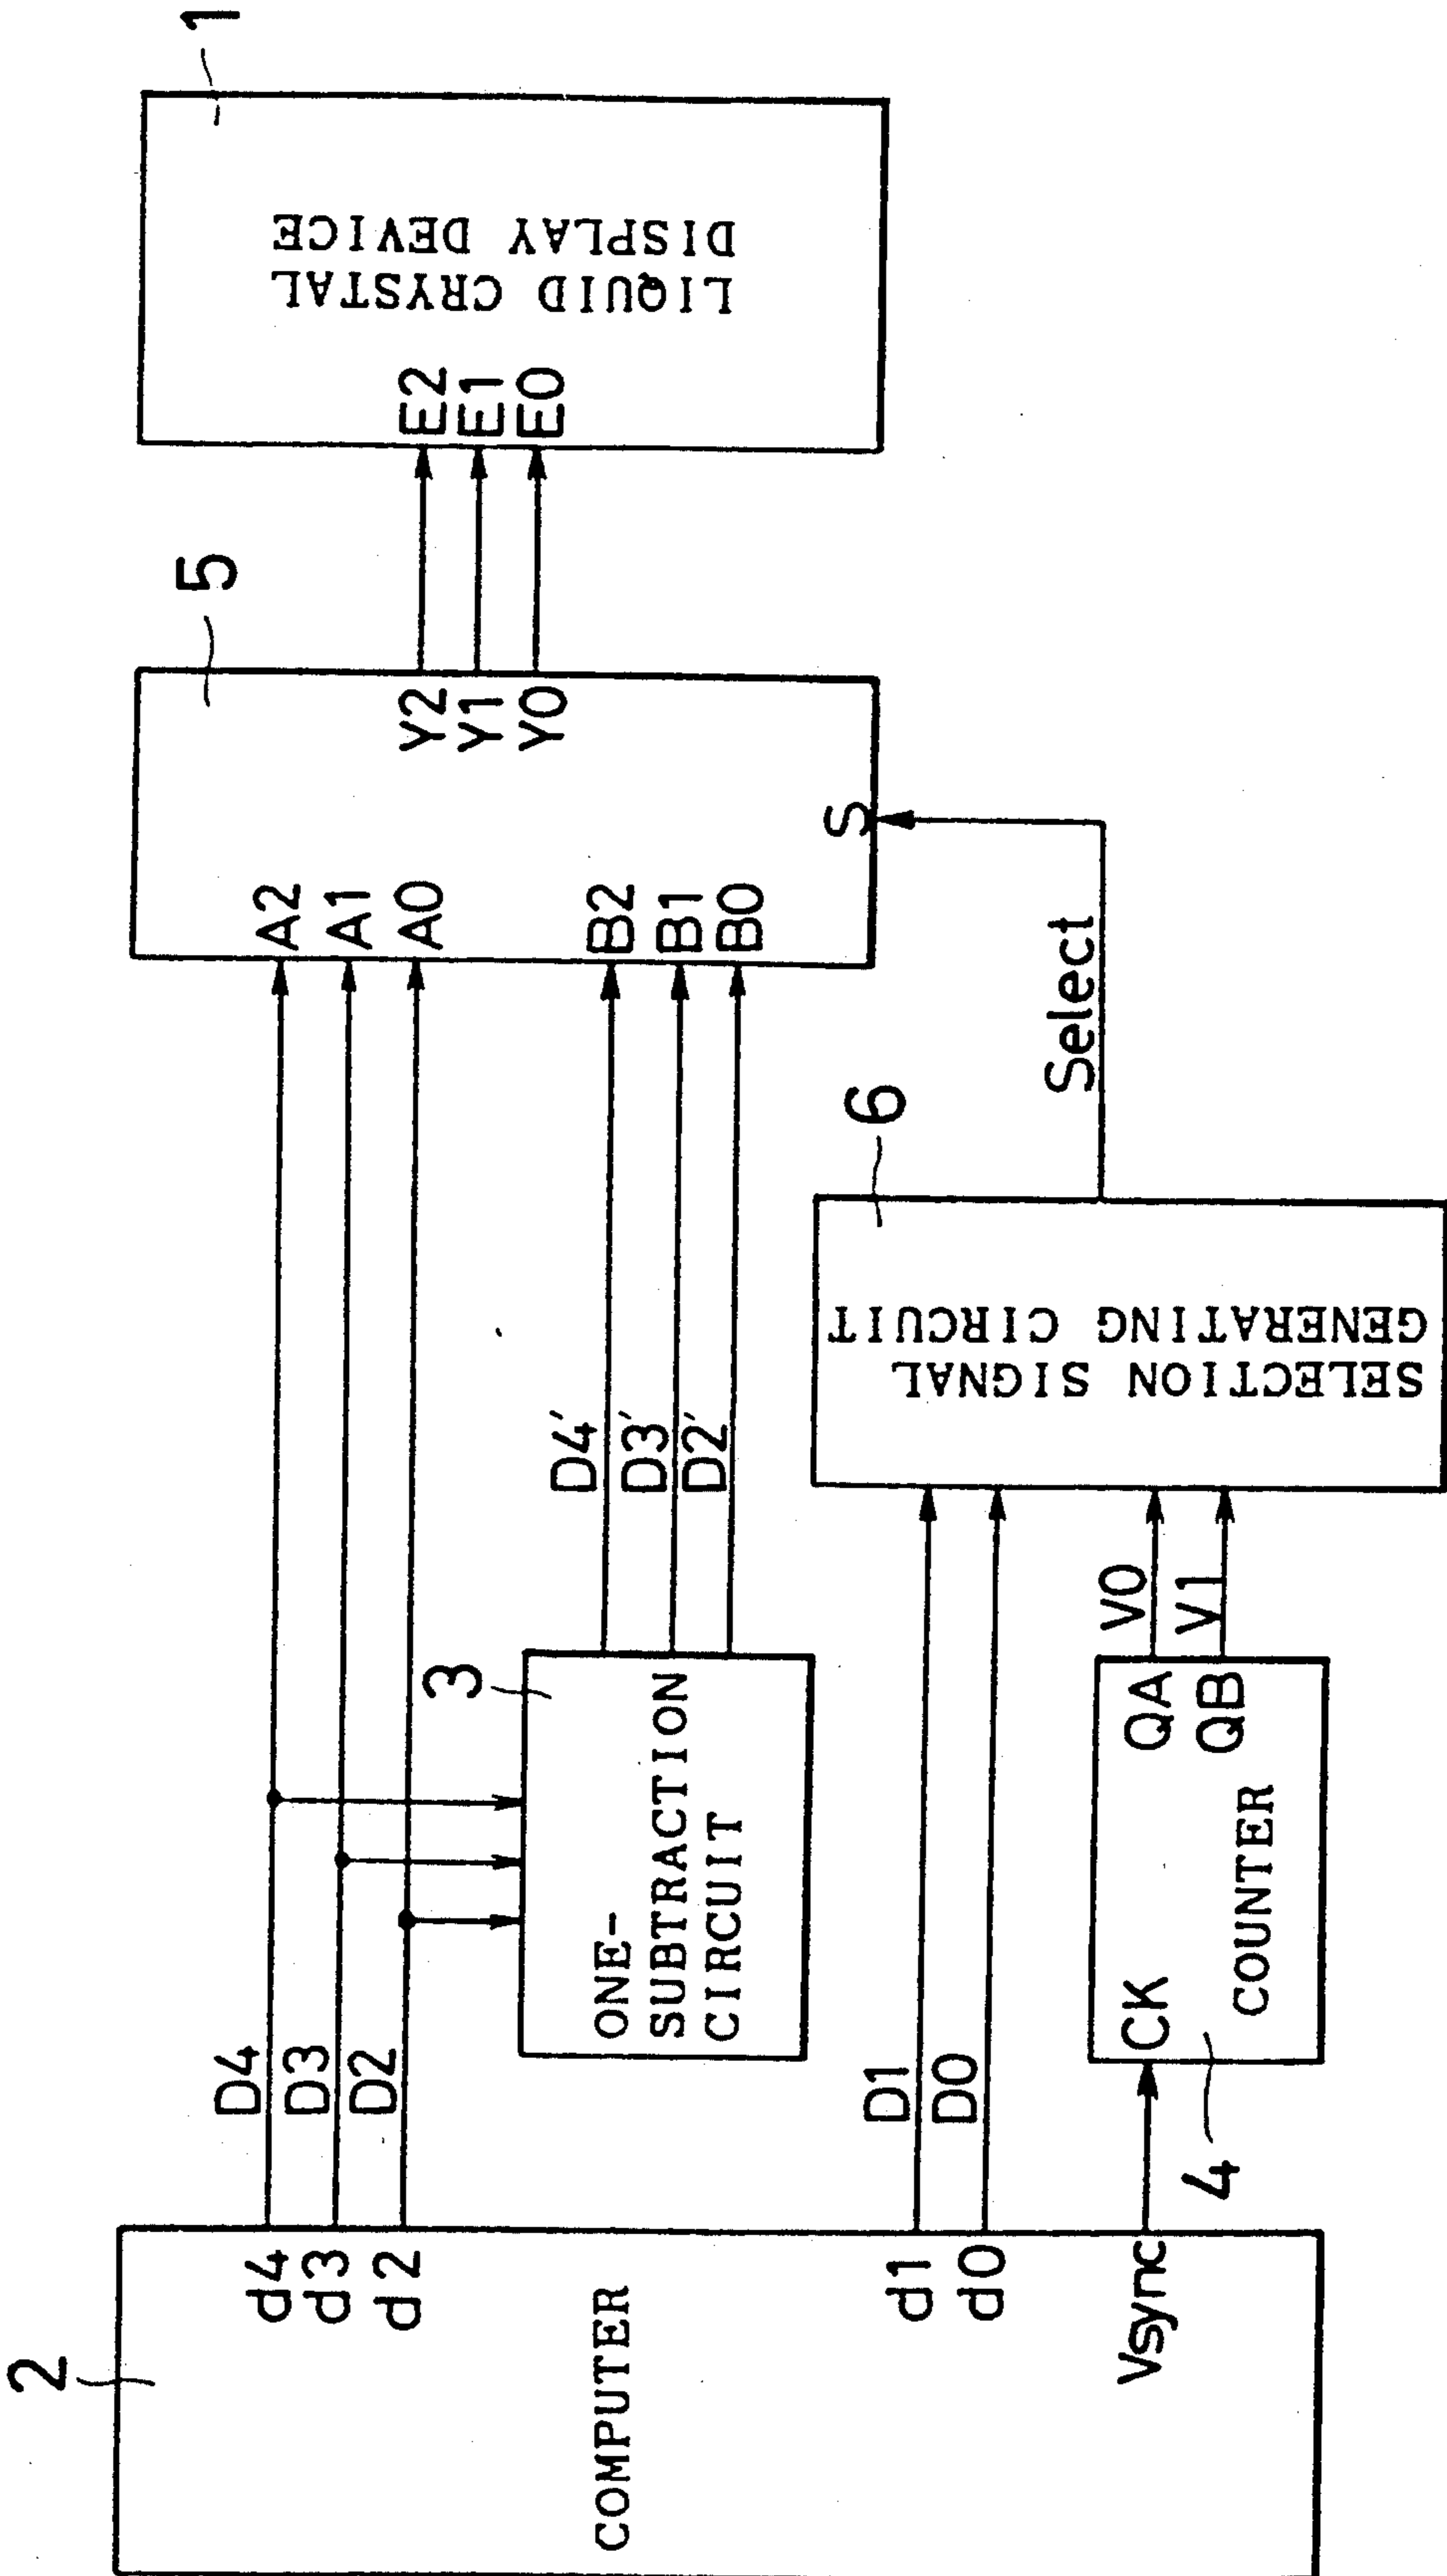 2
COMPUTER
d4
d3
d2
d1
d0
Vsync
D4
D3
D2
D1
D0
3
ONE-
SUBTRACTION
CIRCUIT
D4'
D3'
D2'
4
CK
COUNTER
QA
QB
V0
V1
6
SELECTION SIGNAL
GENERATING CIRCUIT
Select
5
A2
A1
A0
B2
B1
B0
S
Y2
Y1
Y0
1
E2
E1
E0
LIQUID CRYSTAL
DISPLAY DEVICE